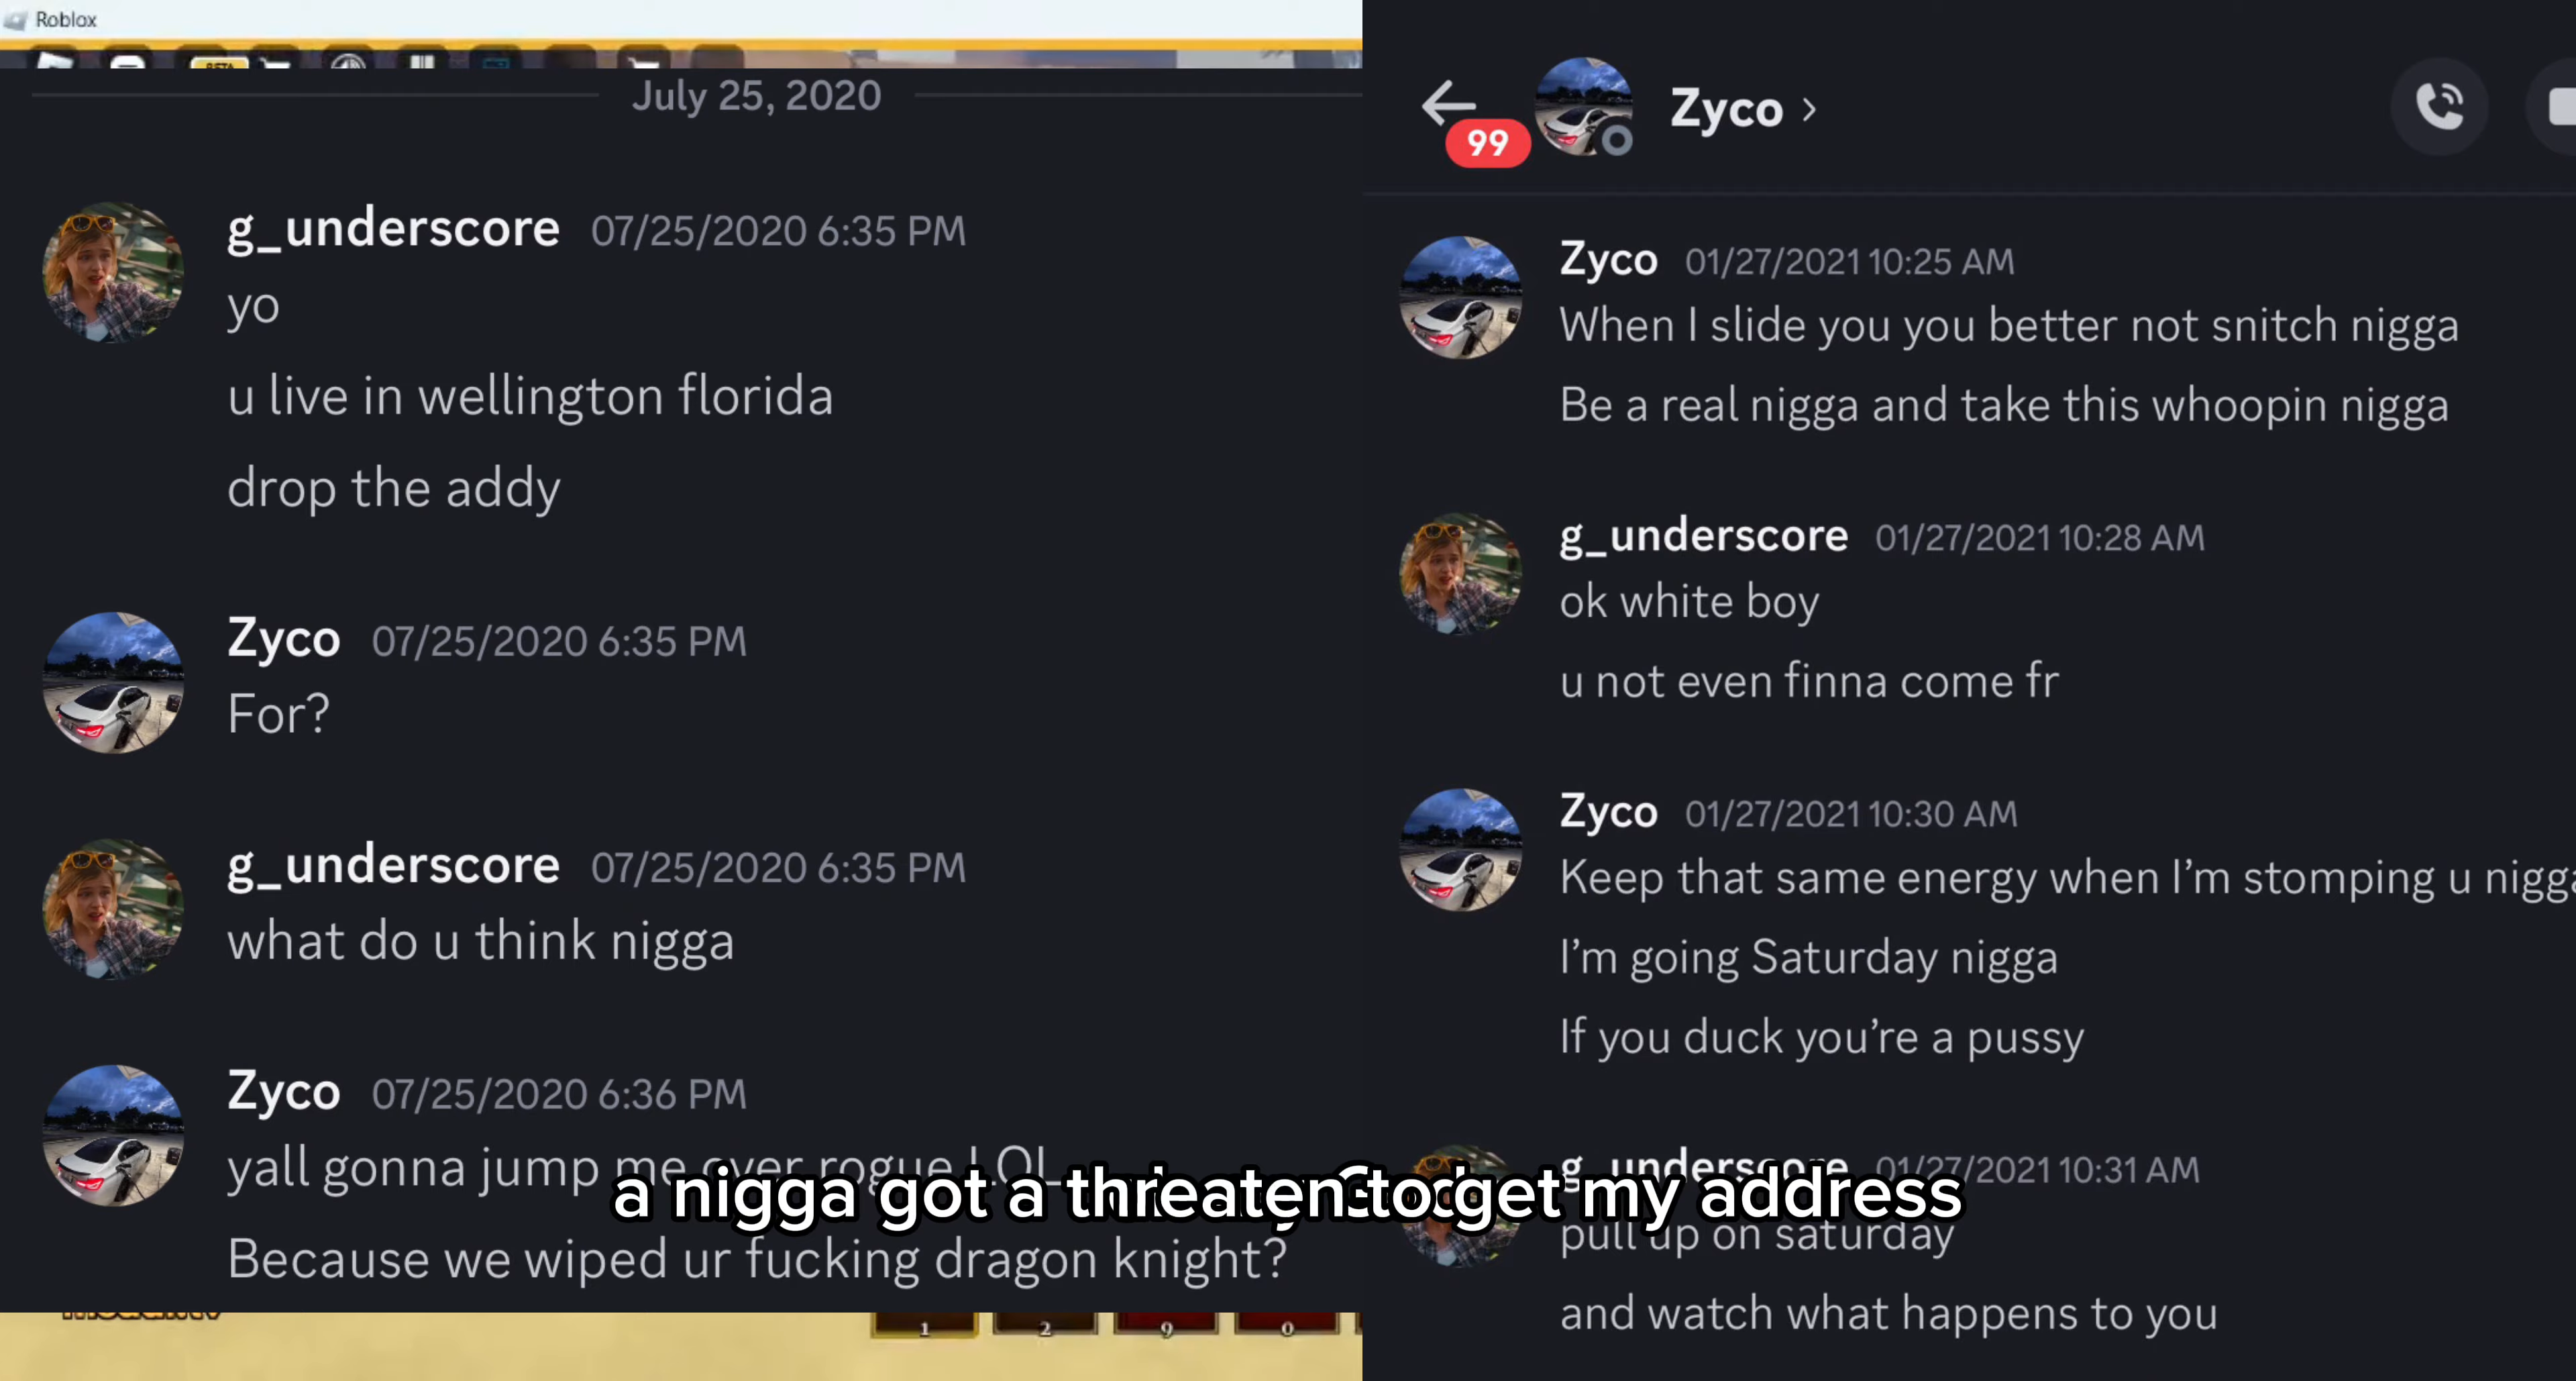 Roblox
BETA
July 25, 2020
g_underscore 07/25/2020 6:35 PM
yo
u live in wellington florida
drop the addy
Zyco 07/25/2020 6:35 PM
For?
g_underscore 07/25/2020 6:35 PM
what do u think nigga
Zyco 07/25/2020 6:36 PM
yall gonna jump me over rogue LOL
Because we wiped ur fucking dragon knight?
1 2 9 0
99 Zyco >
Zyco 01/27/2021 10:25 AM
When I slide you you better not snitch nigga
Be a real nigga and take this whoopin nigga
g_underscore 01/27/2021 10:28 AM
ok white boy
u not even finna come fr
Zyco 01/27/2021 10:30 AM
Keep that same energy when I'm stomping u nigga
I'm going Saturday nigga
If you duck you're a pussy
g_underscore 01/27/2021 10:31 AM
pull up on saturday
and watch what happens to you
a nigga got a threaten to get my address